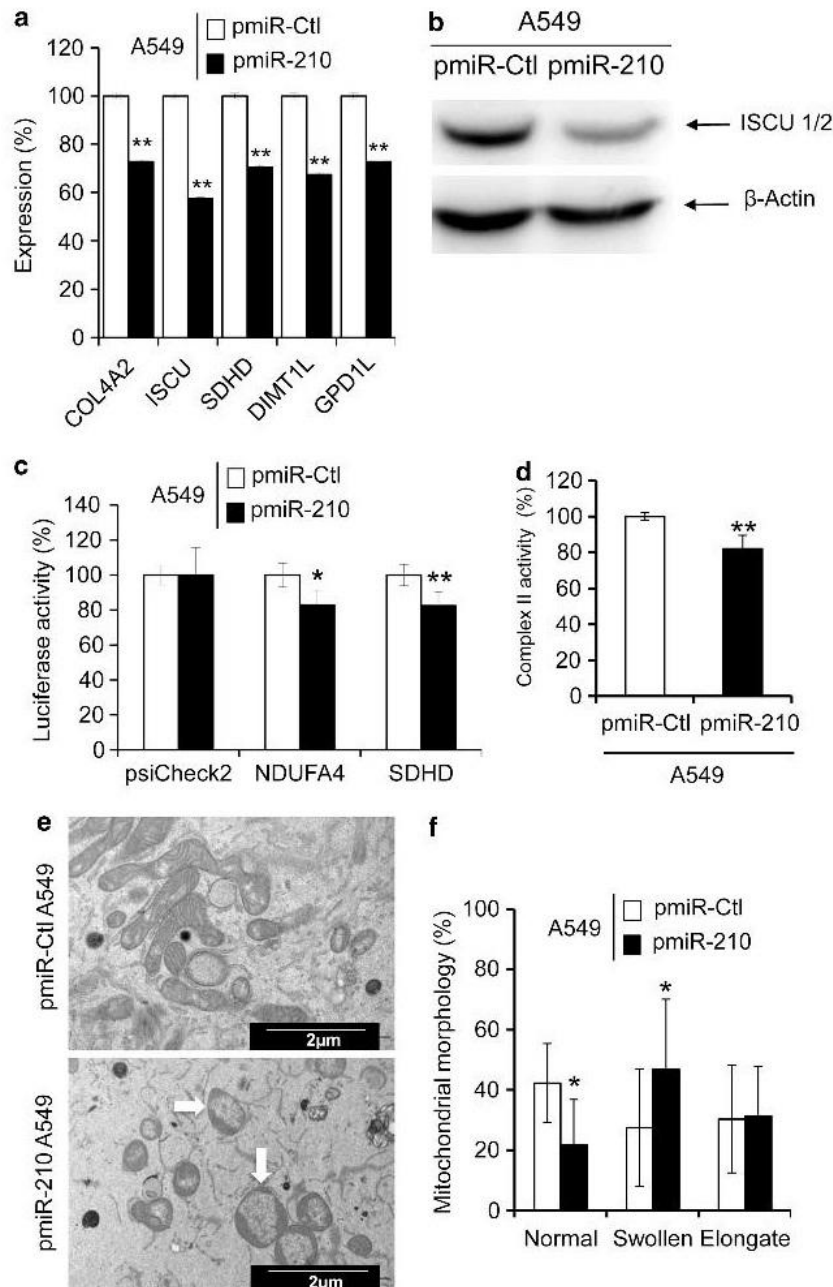 a
A549
pmiR-Ctl
pmiR-210
Expression (%)
120
100
80
60
40
20
0
**
**
**
**
**
COL4A2
ISCU
SDHD
DIMT1L
GPD1L
b
A549
pmiR-Ctl pmiR-210
ISCU 1/2
β-Actin
c
A549
pmiR-Ctl
pmiR-210
Luciferase activity (%)
140
120
100
80
60
40
20
0
*
**
psiCheck2 NDUFA4 SDHD
d
Complex II activity (%)
120
100
80
60
40
20
0
**
pmiR-Ctl pmiR-210
A549
e
pmiR-Ctl A549
2µm
pmiR-210 A549
2µm
f
A549
pmiR-Ctl
pmiR-210
Mitochondrial morphology (%)
100
80
60
40
20
0
*
*
Normal Swollen Elongate